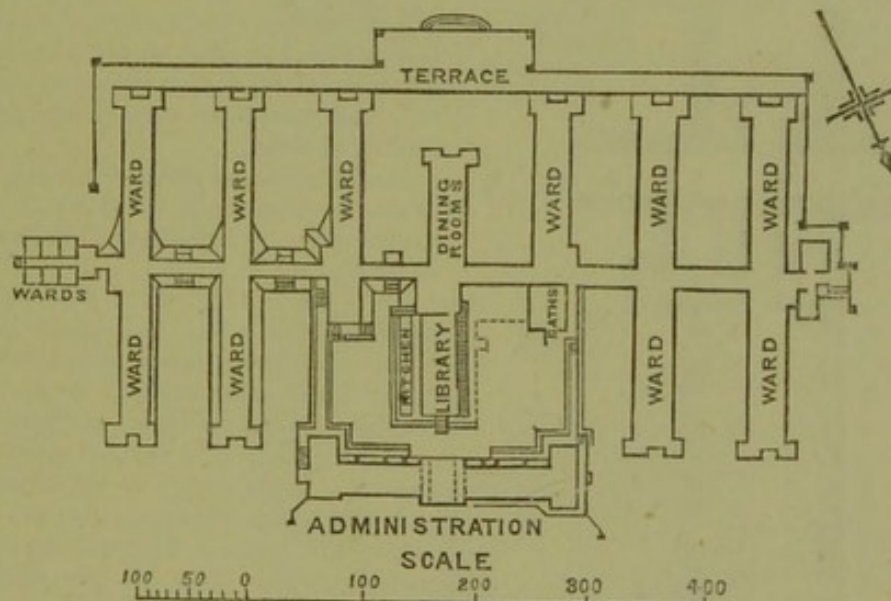 TERRACE
WARD
WARD
WARD
DINING
ROOMS
WARD
WARD
WARD
WARDS
WARD
WARD
KITCHEN
LIBRARY
BATHS
WARD
WARD
ADMINISTRATION
SCALE
100 50 0 100 200 300 400